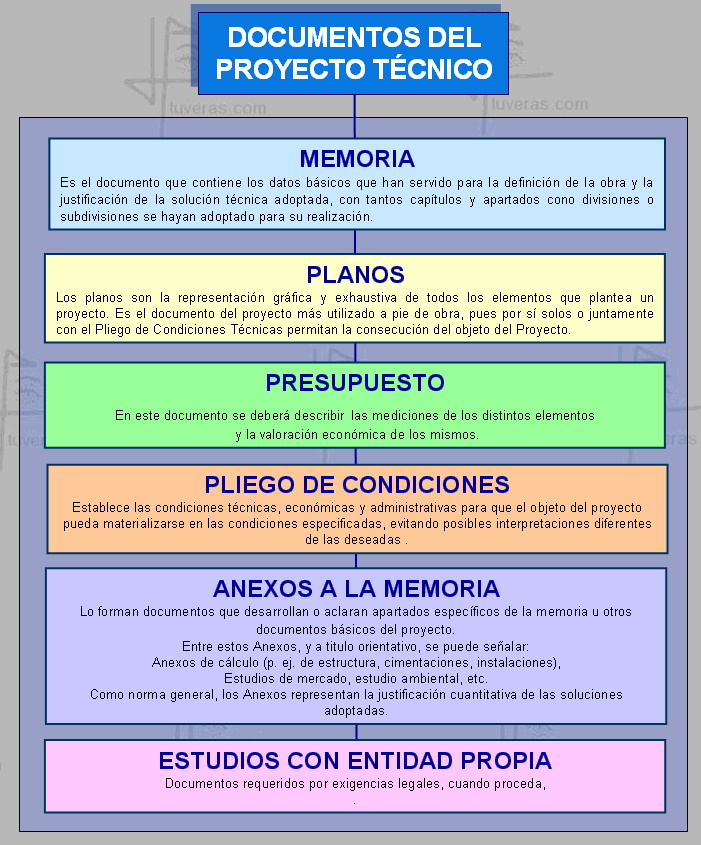 DOCUMENTOS DEL
PROYECTO TÉCNICO
tuveras.com
tuveras.com
MEMORIA
Es el documento que contiene los datos básicos que han servido para la definición de la obra y la
justificación de la solución técnica adoptada, con tantos capítulos y apartados cono divisiones o
subdivisiones se hayan adoptado para su realización.
PLANOS
Los planos son la representación gráfica y exhaustiva de todos los elementos que plantea un
proyecto. Es el documento del proyecto más utilizado a pie de obra, pues por sí solos o juntamente
con el Pliego de Condiciones Técnicas permitan la consecución del objeto del Proyecto.
PRESUPUESTO
En este documento se deberá describir las mediciones de los distintos elementos
y la valoración económica de los mismos.
PLIEGO DE CONDICIONES
Establece las condiciones técnicas, económicas y administrativas para que el objeto del proyecto
pueda materializarse en las condiciones especificadas, evitando posibles interpretaciones diferentes
de las deseadas .
ANEXOS A LA MEMORIA
Lo forman documentos que desarrollan o aclaran apartados específicos de la memoria u otros
documentos básicos del proyecto.
Entre estos Anexos, y a titulo orientativo, se puede señalar:
Anexos de cálculo (p. ej. de estructura, cimentaciones, instalaciones),
Estudios de mercado, estudio ambiental, etc.
Como norma general, los Anexos representan la justificación cuantitativa de las soluciones
adoptadas.
ESTUDIOS CON ENTIDAD PROPIA
Documentos requeridos por exigencias legales, cuando proceda,
.